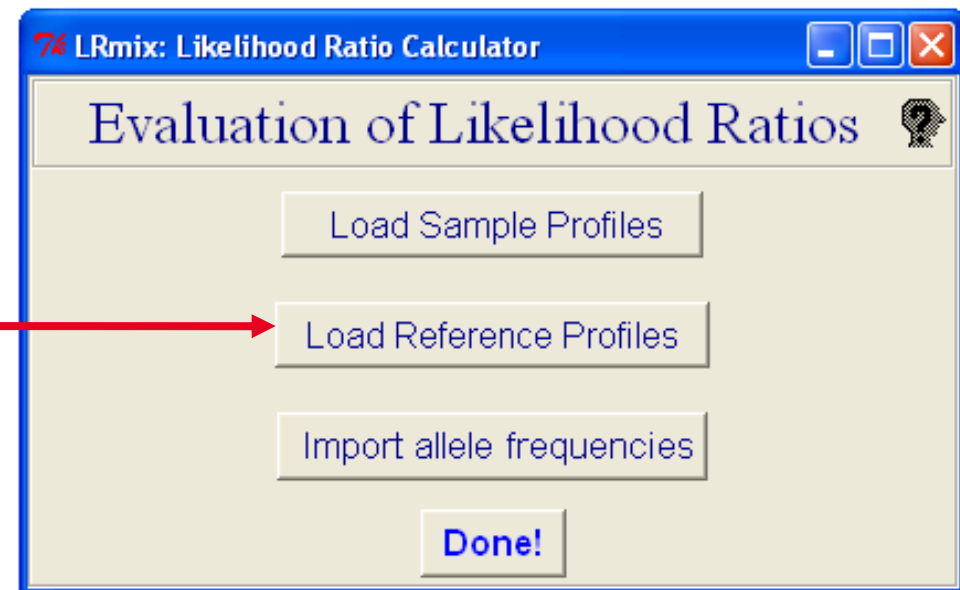 LRmix: Likelihood Ratio Calculator
Evaluation of Likelihood Ratios
Load Sample Profiles
Load Reference Profiles
Import allele frequencies
Done!